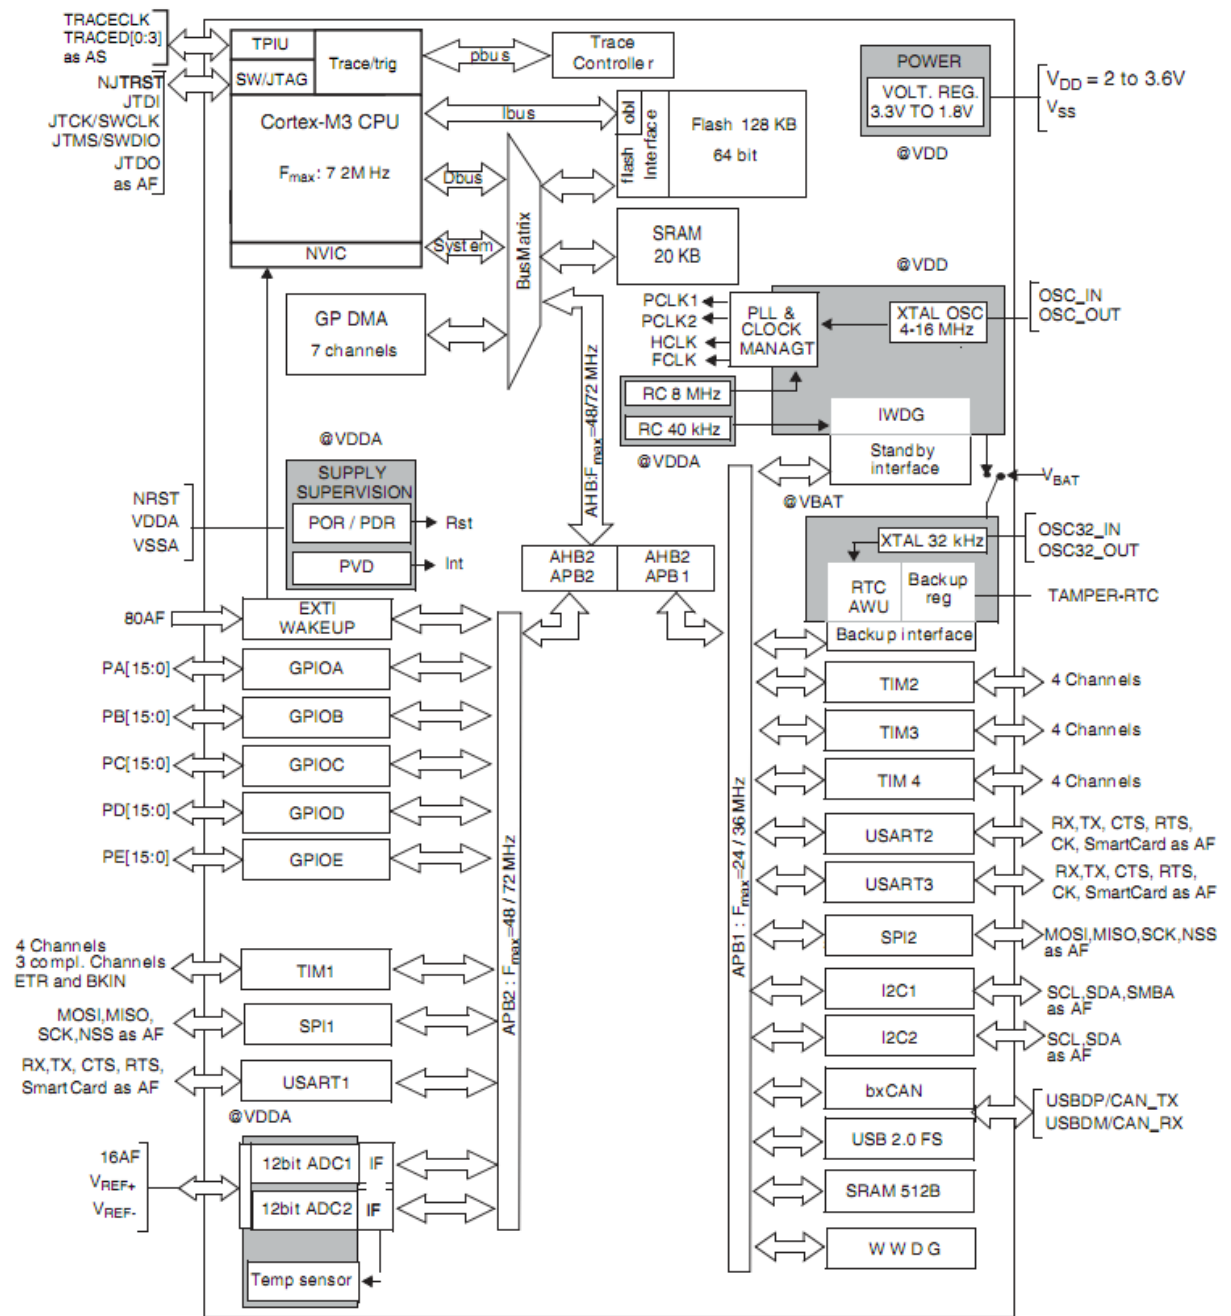 TRACECLK
TRACED[0:3]
as AS
NJTRST
JTDI
JTCK/SWCLK
JTMS/SWDIO
JTDO
as AF
TPIU
SW/JTAG
Trace/trig
Cortex-M3 CPU
Fmax: 7 2M Hz
NVIC
pbus
Trace
Controller
Ibus
Dbus
System
BusMatrix
flash obl
Interface
Flash 128 KB
64 bit
SRAM
20 KB
GP DMA
7 channels
POWER
VOLT. REG.
3.3V TO 1.8V
@VDD
VDD = 2 to 3.6V
VSS
@VDD
PCLK1
PCLK2
HCLK
FCLK
PLL &
CLOCK
MANAGT
XTAL OSC
4-16 MHz
OSC_IN
OSC_OUT
RC 8 MHz
RC 40 kHz
@VDDA
IWDG
Standby
interface
@VBAT
VBAT
XTAL 32 kHz
OSC32_IN
OSC32_OUT
RTC
AWU
Backup
reg
TAMPER-RTC
Backup interface
AHB:Fmax=48/72 MHz
@VDDA
SUPPLY
SUPERVISION
NRST
VDDA
VSSA
POR / PDR
Rst
PVD
Int
AHB2
APB2
AHB2
APB1
80AF
EXTI
WAKEUP
PA[15:0]
GPIOA
PB[15:0]
GPIOB
PC[15:0]
GPIOC
PD[15:0]
GPIOD
PE[15:0]
GPIOE
4 Channels
3 compl. Channels
ETR and BKIN
TIM1
MOSI,MISO,
SCK,NSS as AF
SPI1
RX,TX, CTS, RTS,
SmartCard as AF
USART1
@VDDA
16AF
VREF+
VREF-
12bit ADC1 IF
12bit ADC2 IF
Temp sensor
APB2 : Fmax=48 / 72 MHz
APB1 : Fmax=24 / 36 MHz
TIM2
4 Channels
TIM3
4 Channels
TIM 4
4 Channels
USART2
RX,TX, CTS, RTS,
CK, SmartCard as AF
USART3
RX,TX, CTS, RTS,
CK, SmartCard as AF
SPI2
MOSI,MISO,SCK,NSS
as AF
I2C1
SCL,SDA,SMBA
as AF
I2C2
SCL,SDA
as AF
bxCAN
USBDP/CAN_TX
USBDM/CAN_RX
USB 2.0 FS
SRAM 512B
W W D G